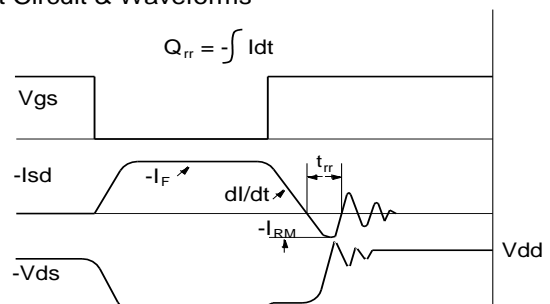 t Circuit & Waveforms
Qrr = -∫ Idt
Vgs
-Isd
-IF
dI/dt
trr
-IRM
Vdd
-Vds